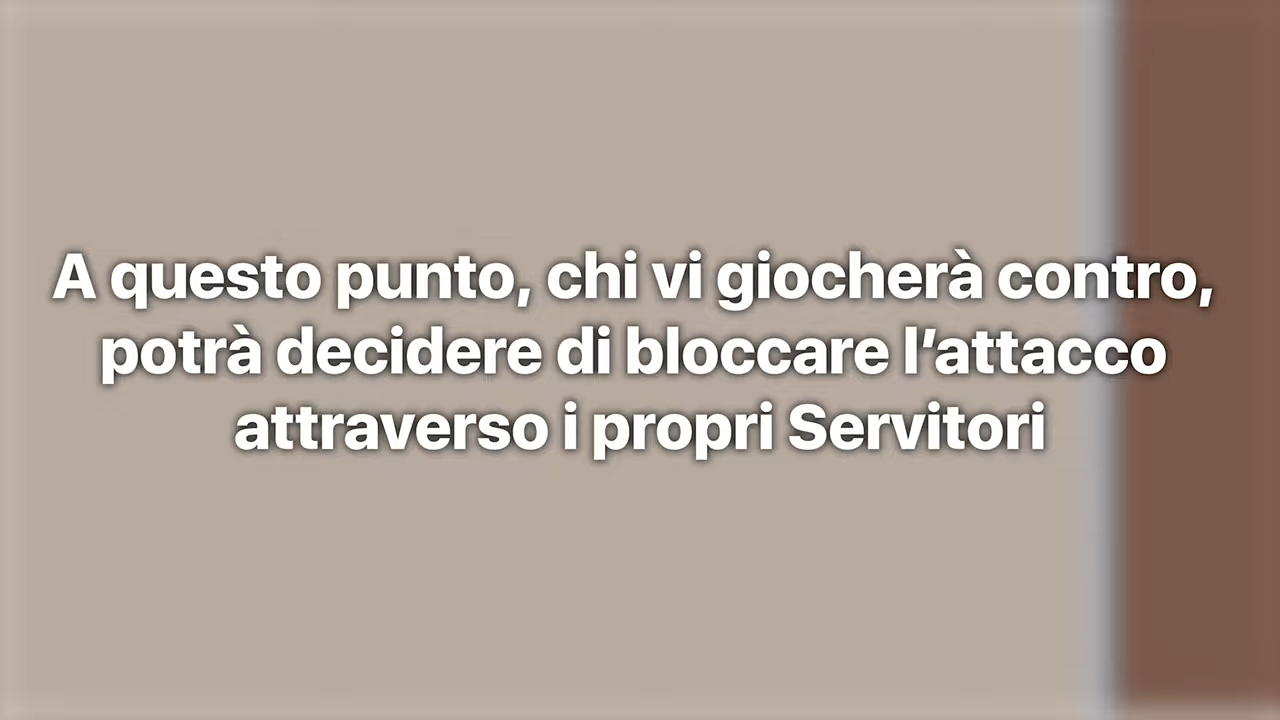 A questo punto, chi vi giocherà contro,
potrà decidere di bloccare l’attacco
attraverso i propri Servitori